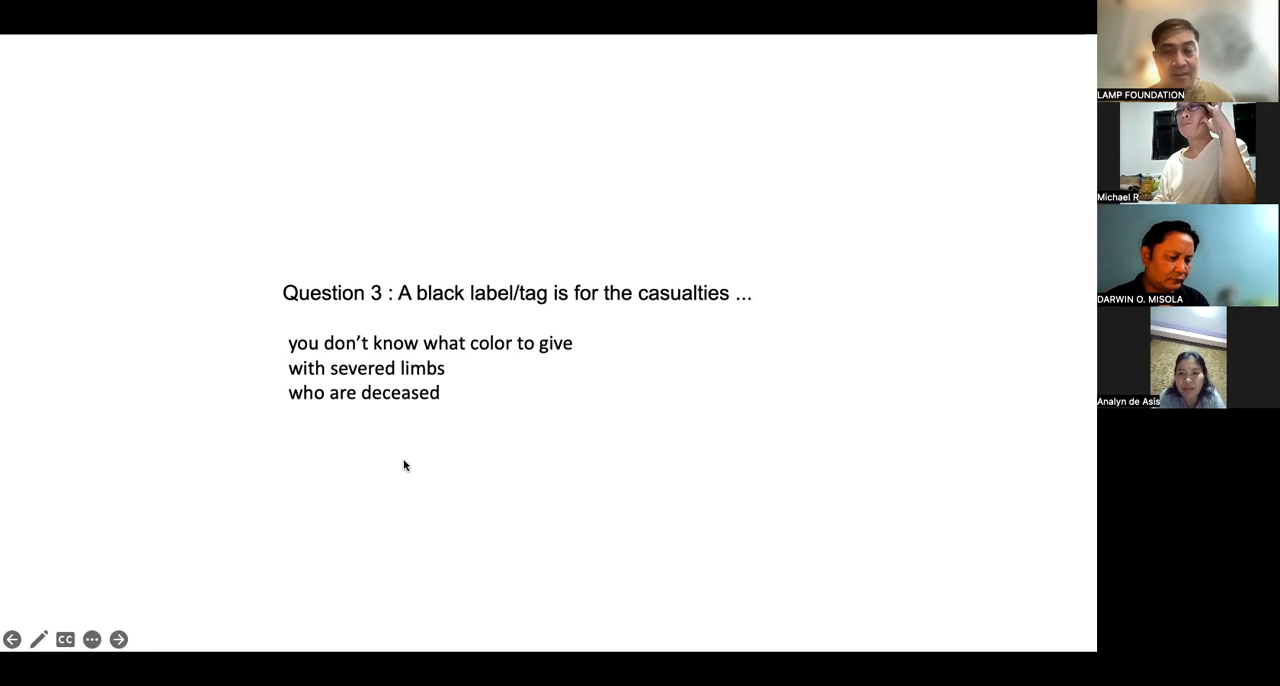 Question 3 : A black label/tag is for the casualties ...
you don't know what color to give
with severed limbs
who are deceased
CC
LAMP FOUNDATION
Michael R
DARWIN O. MISOLA
Analyn de Asis